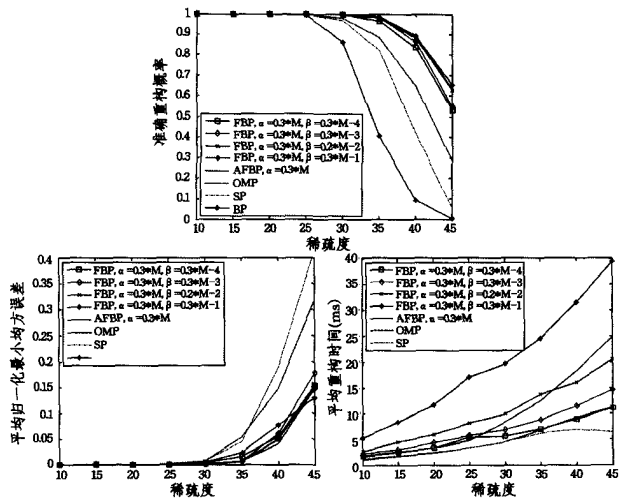 1
0.9
0.8
0.7
0.6
0.5
0.4
0.3
0.2
0.1
0
准确重构概率
FBP, α=0.3*M, β=0.3*M-4
FBP, α=0.3*M, β=0.3*M-3
FBP, α=0.3*M, β=0.2*M-2
FBP, α=0.3*M, β=0.3*M-1
AFBP, α=0.3*M
OMP
SP
BP
10 15 20 25 30 35 40 45
稀疏度
0.4
0.35
0.3
0.25
0.2
0.15
0.1
0.05
0
平均归一化最小均方误差
FBP, α=0.3*M, β=0.3*M-4
FBP, α=0.3*M, β=0.3*M-3
FBP, α=0.3*M, β=0.2*M-2
FBP, α=0.3*M, β=0.3*M-1
AFBP, α=0.3*M
OMP
SP
10 15 20 25 30 35 40 45
稀疏度
40
35
30
25
20
15
10
5
0
平均重构时间(ms)
FBP, α=0.3*M, β=0.3*M-4
FBP, α=0.3*M, β=0.3*M-3
FBP, α=0.3*M, β=0.2*M-2
FBP, α=0.3*M, β=0.3*M-1
AFBP, α=0.3*M
OMP
SP
10 15 20 25 30 35 40 45
稀疏度